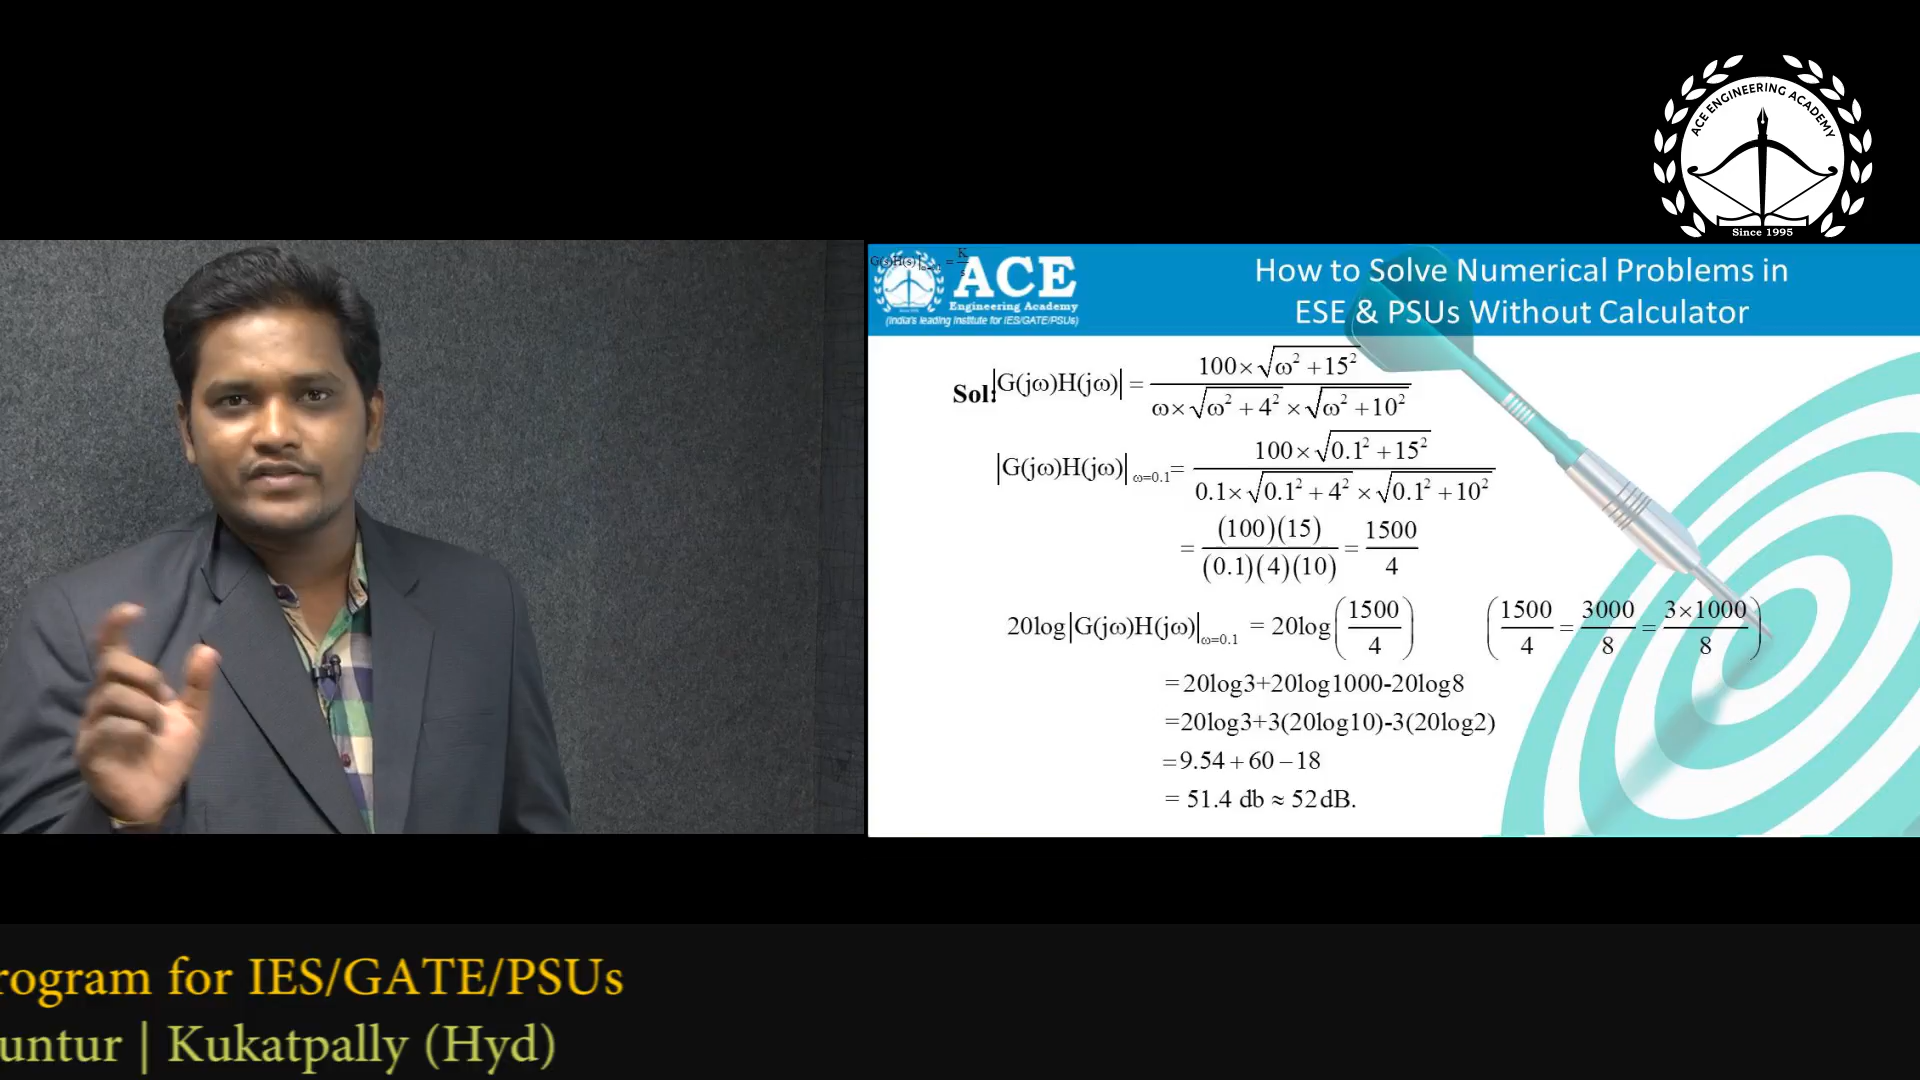 ACE ENGINEERING ACADEMY
Since 1995
ACE
Engineering Academy
(India's leading Institute for IES/GATE/PSUs)
How to Solve Numerical Problems in
ESE & PSUs Without Calculator
Sol: |G(jω)H(jω)| = 100×√(ω²+15²) / ω×√(ω²+4²)×√(ω²+10²)
|G(jω)H(jω)| ω=0.1 = 100×√(0.1²+15²) / 0.1×√(0.1²+4²)×√(0.1²+10²)
= (100)(15) / (0.1)(4)(10) = 1500/4
20log|G(jω)H(jω)| ω=0.1 = 20log(1500/4) (1500/4 = 3000/8 = 3×1000/8)
=20log3+20log1000-20log8
=20log3+3(20log10)-3(20log2)
=9.54+60−18
= 51.4 db ≈ 52dB.
rogram for IES/GATE/PSUs
untur | Kukatpally (Hyd)